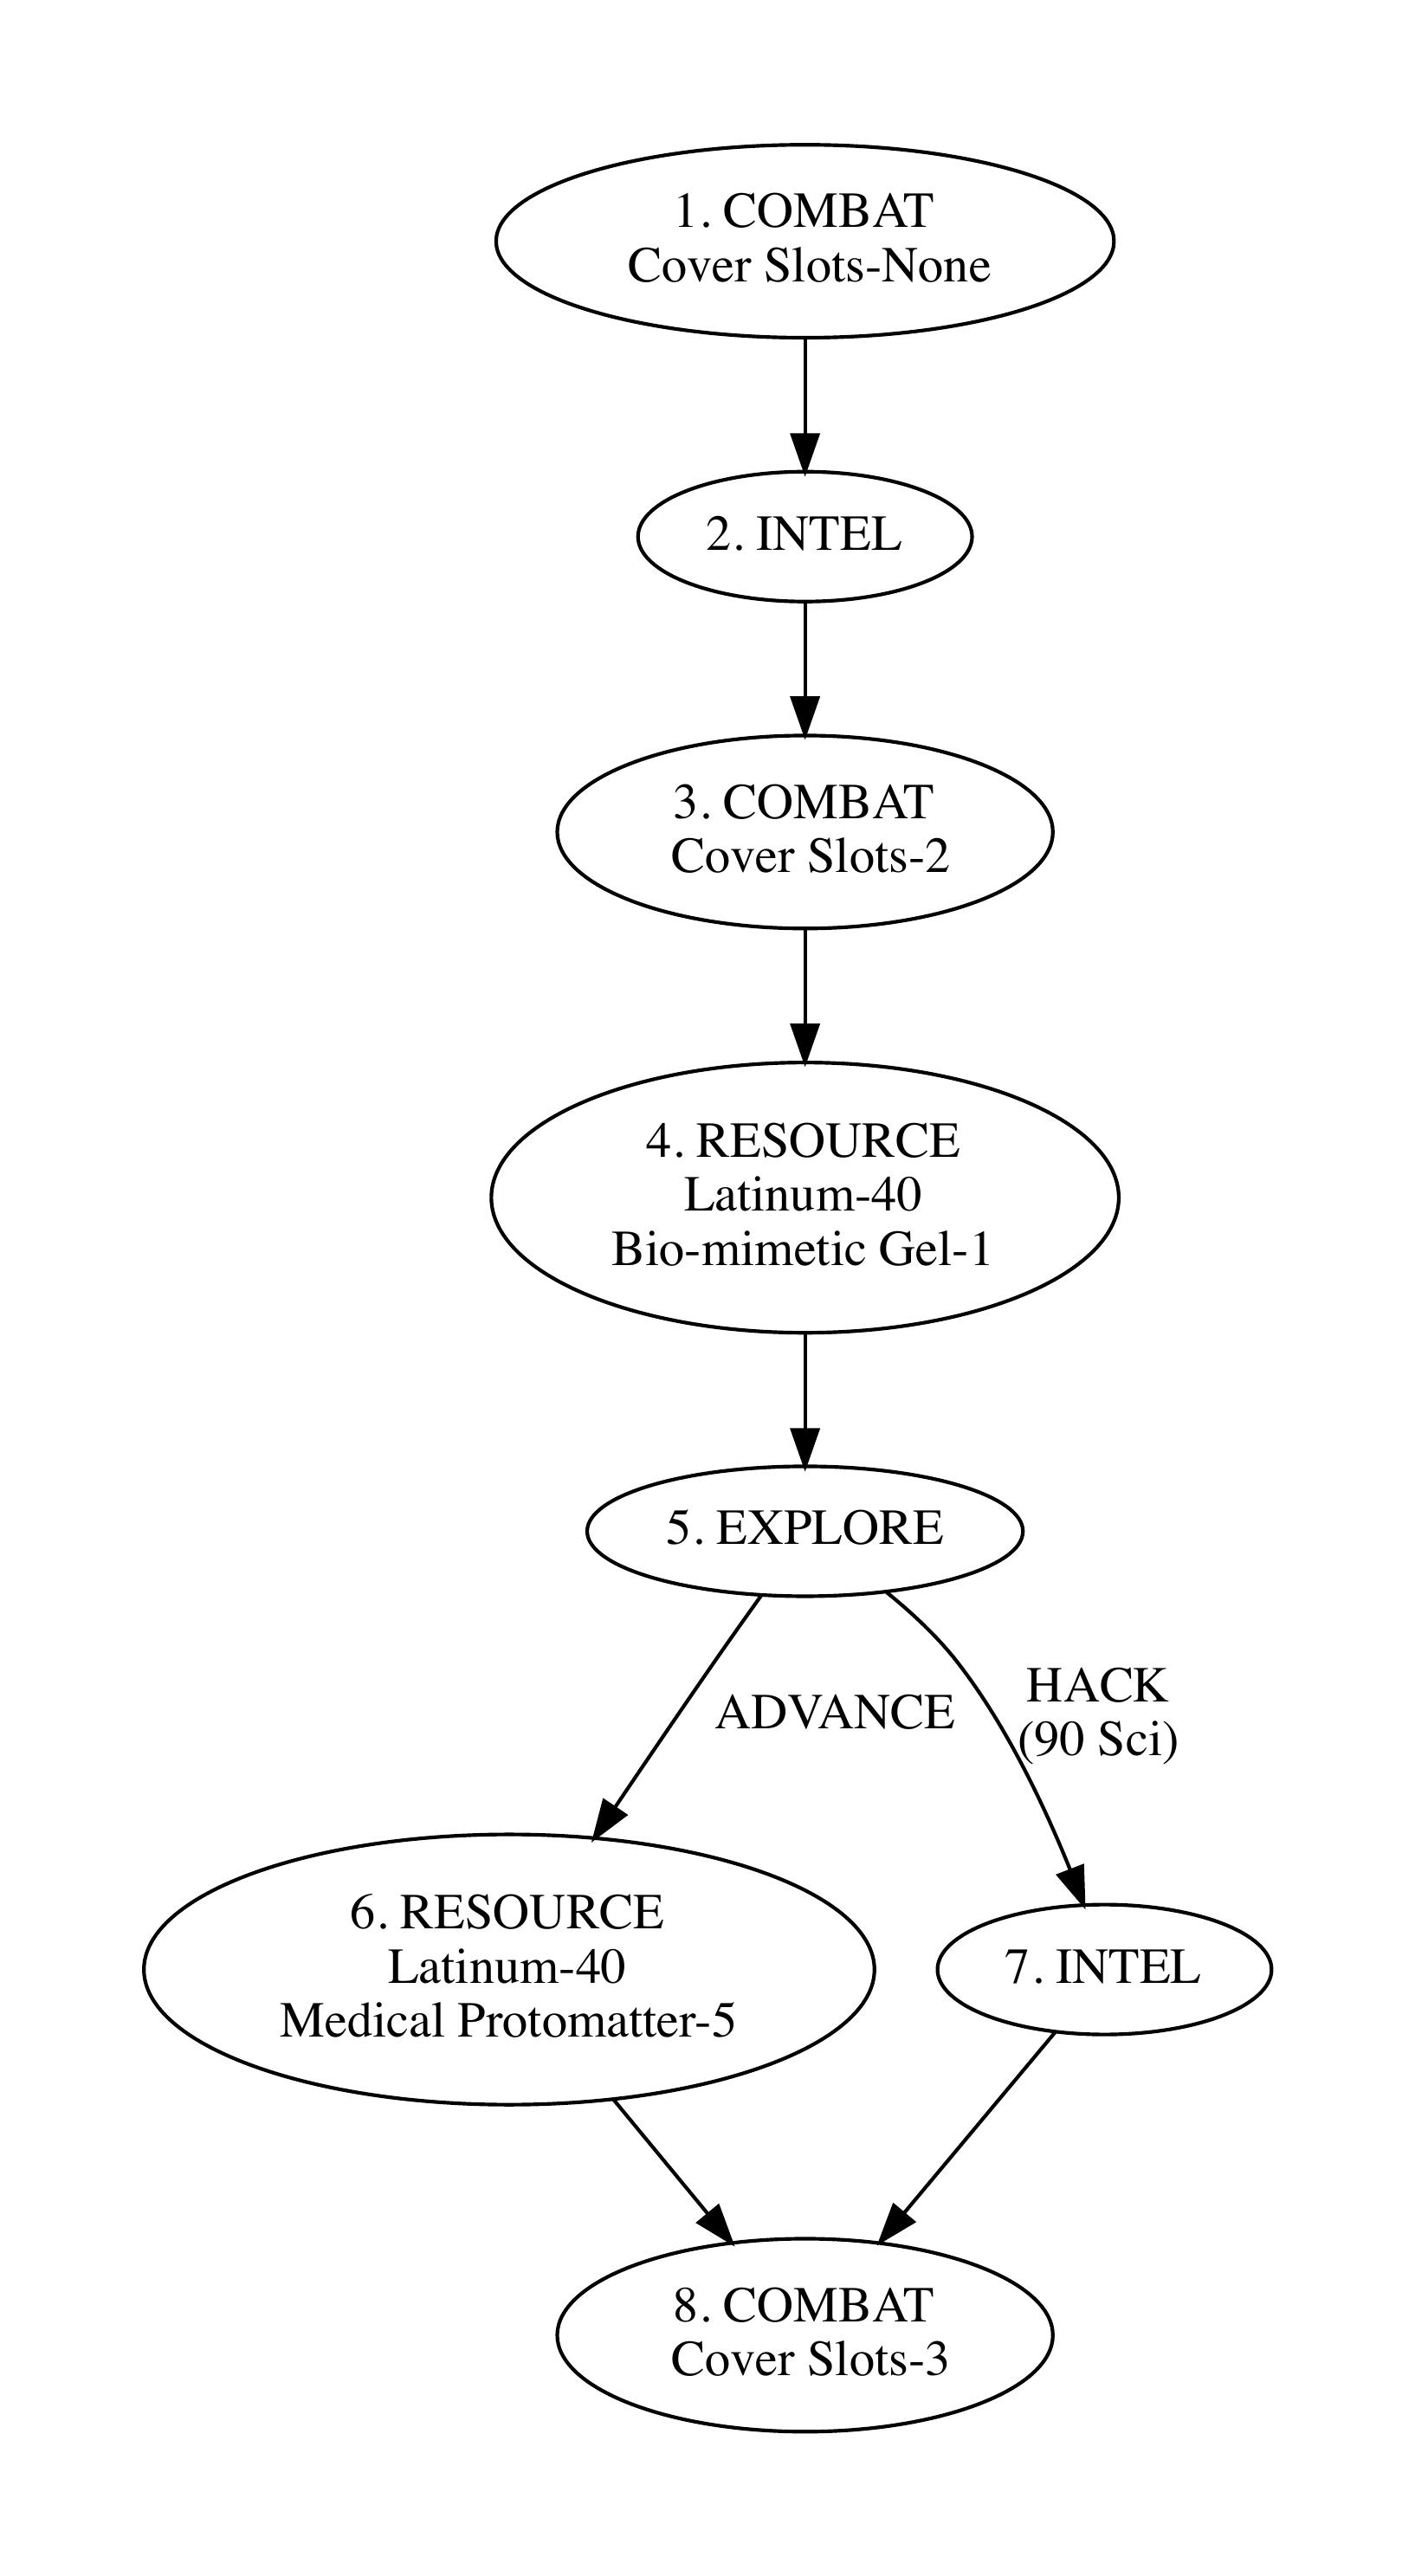 1. COMBAT
Cover Slots-None
2. INTEL
3. COMBAT
Cover Slots-2
4. RESOURCE
Latinum-40
Bio-mimetic Gel-1
5. EXPLORE
ADVANCE
HACK
(90 Sci)
6. RESOURCE
Latinum-40
Medical Protomatter-5
7. INTEL
8. COMBAT
Cover Slots-3